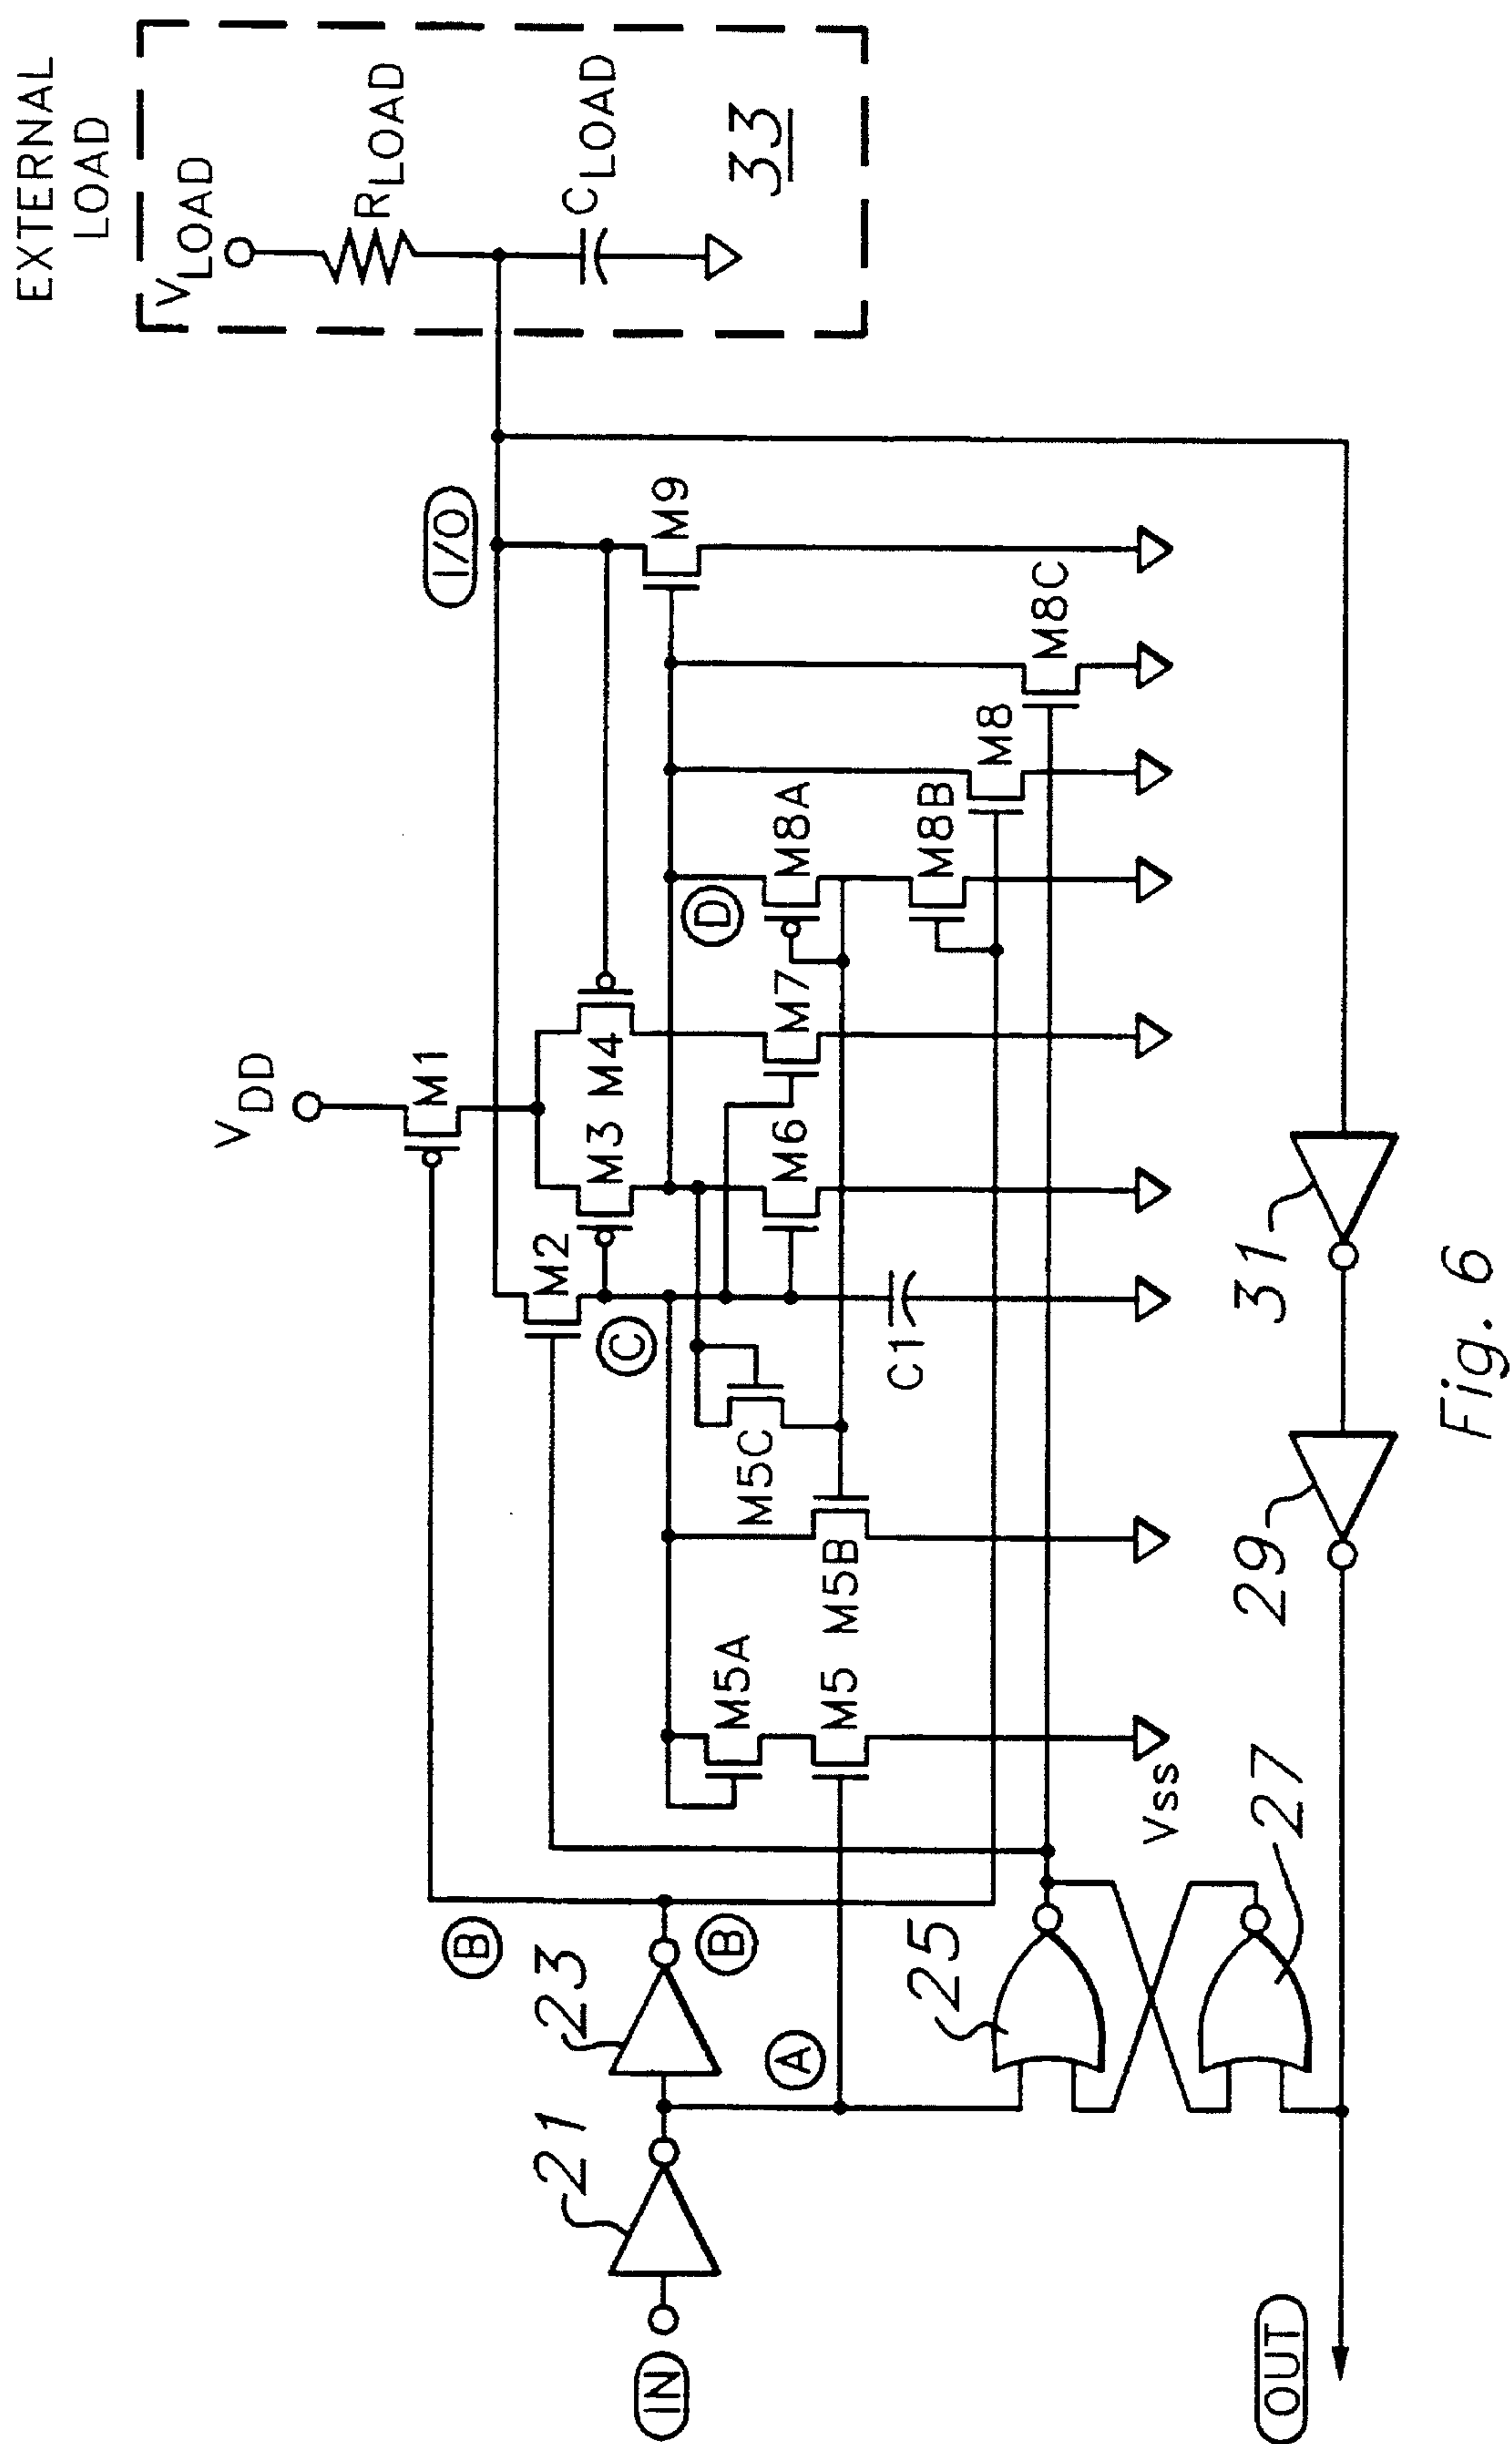 EXTERNAL
LOAD
VLOAD
RLOAD
CLOAD
33
I/O
VDD
M1
M2
M3
M4
M9
C
D
M5A
M5C
M6
M7
M8A
M5
M5B
C1
M8B
M8
M8C
B
B
A
21
23
25
27
VSS
IN
OUT
29
31
Fig. 6